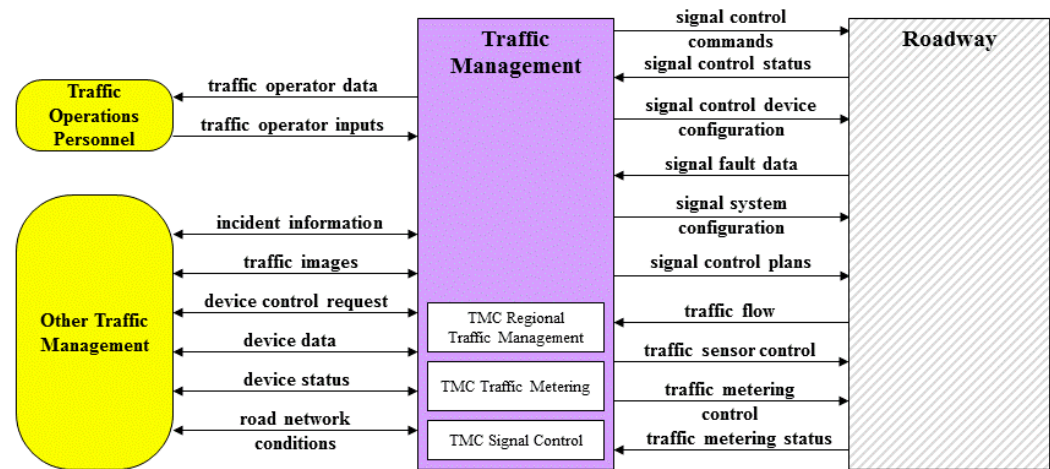 Traffic
Operations
Personnel
traffic operator data
traffic operator inputs
Other Traffic
Management
incident information
traffic images
device control request
device data
device status
road network
conditions
Traffic
Management
TMC Regional
Traffic Management
TMC Traffic Metering
TMC Signal Control
signal control
commands
signal control status
signal control device
configuration
signal fault data
signal system
configuration
signal control plans
traffic flow
traffic sensor control
traffic metering
control
traffic metering status
Roadway